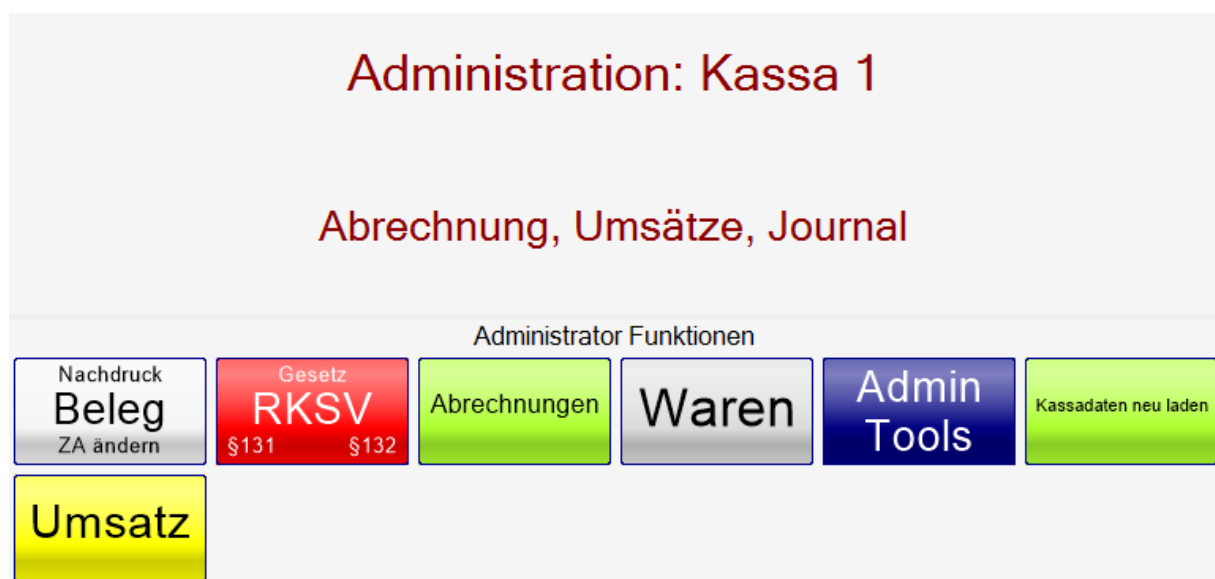 Administration: Kassa 1
Abrechnung, Umsätze, Journal
Administrator Funktionen
Nachdruck
Beleg
ZA ändern
Gesetz
RKSV
§131 §132
Abrechnungen
Waren
Admin
Tools
Kassadaten neu laden
Umsatz